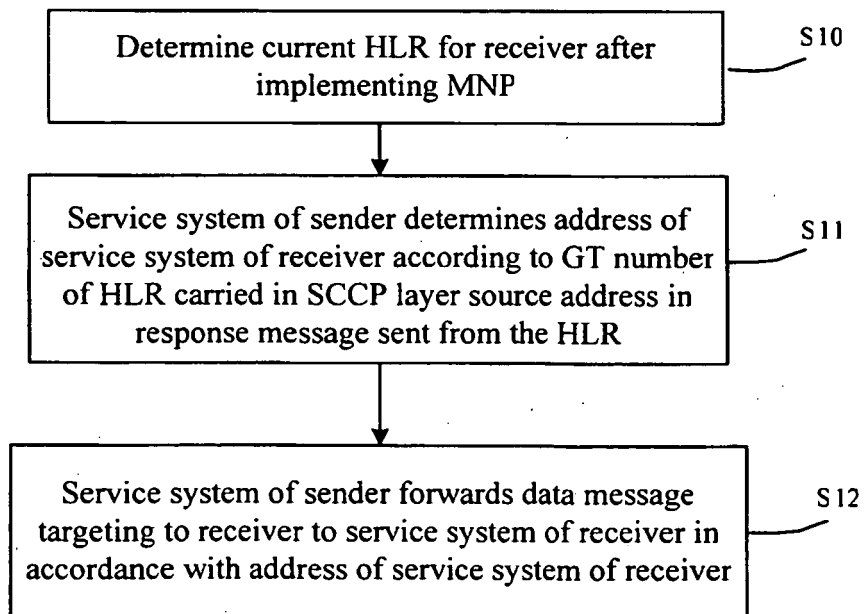 Determine current HLR for receiver after
implementing MNP
S10
Service system of sender determines address of
service system of receiver according to GT number
of HLR carried in SCCP layer source address in
response message sent from the HLR
S11
Service system of sender forwards data message
targeting to receiver to service system of receiver in
accordance with address of service system of receiver
S12